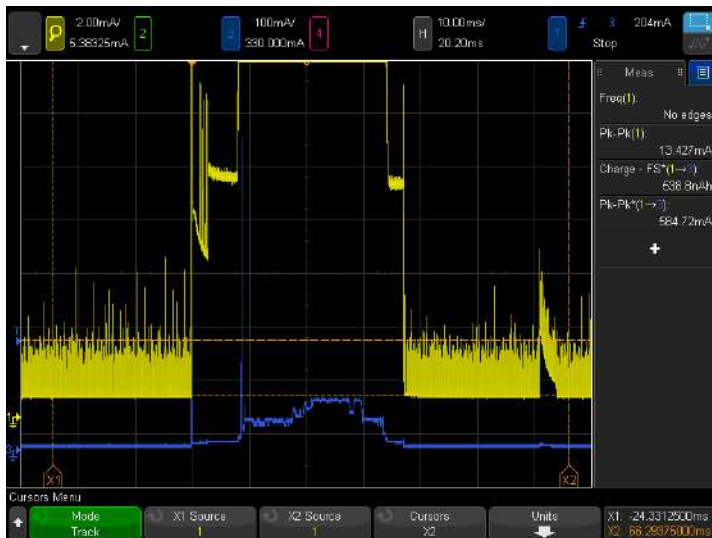 2.00mA/ 2 3 100mA/ 4 H 10.00ms/ T 3 204mA
5.38325mA 330.000mA 20.20ms Stop
Meas
Freq(1):
No edges
Pk-Pk(1):
13.427mA
Charge - FS*(1→3):
538.8nAh
Pk-Pk*(1→3):
584.72mA
+
1
3
X1 X2
Cursors Menu
Mode X1 Source X2 Source Cursors Units X1: -24.3312500ms
Track 1 1 X2 X2: 66.29375000ms